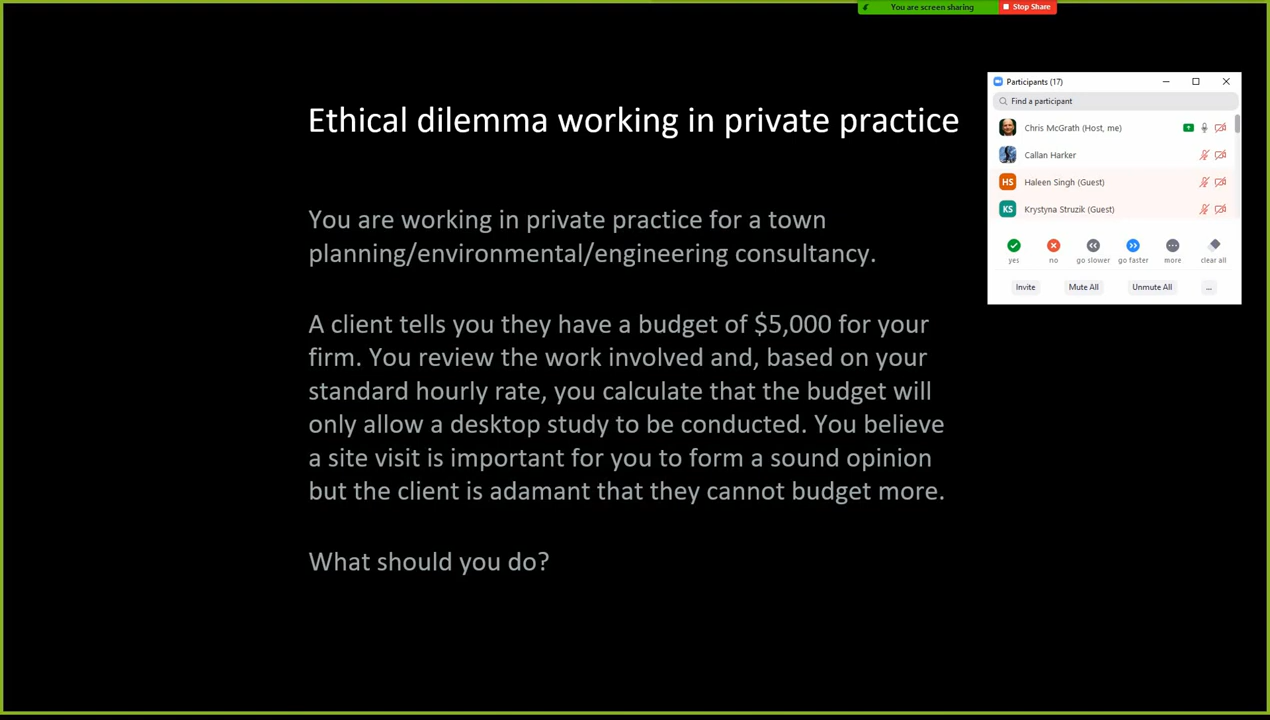 You are screen sharing
Stop Share
Participants (17)
Find a participant
Chris McGrath (Host, me)
Callan Harker
HS Haleen Singh (Guest)
KS Krystyna Struzik (Guest)
yes no go slower go faster more clear all
Invite Mute All Unmute All ...
Ethical dilemma working in private practice
You are working in private practice for a town
planning/environmental/engineering consultancy.
A client tells you they have a budget of $5,000 for your
firm. You review the work involved and, based on your
standard hourly rate, you calculate that the budget will
only allow a desktop study to be conducted. You believe
a site visit is important for you to form a sound opinion
but the client is adamant that they cannot budget more.
What should you do?